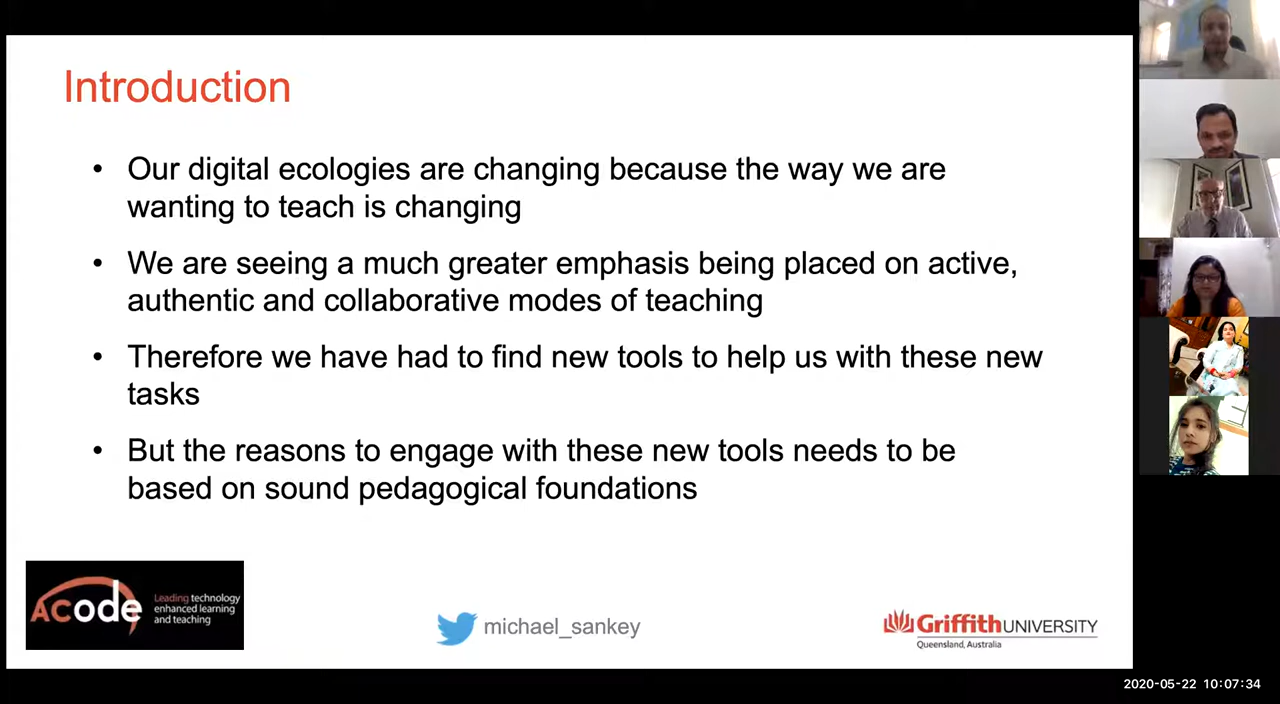 Introduction
• Our digital ecologies are changing because the way we are
wanting to teach is changing
• We are seeing a much greater emphasis being placed on active,
authentic and collaborative modes of teaching
• Therefore we have had to find new tools to help us with these new
tasks
• But the reasons to engage with these new tools needs to be
based on sound pedagogical foundations
ACode
Leading technology
enhanced learning
and teaching
michael_sankey
Griffith UNIVERSITY
Queensland, Australia
2020-05-22 10:07:34